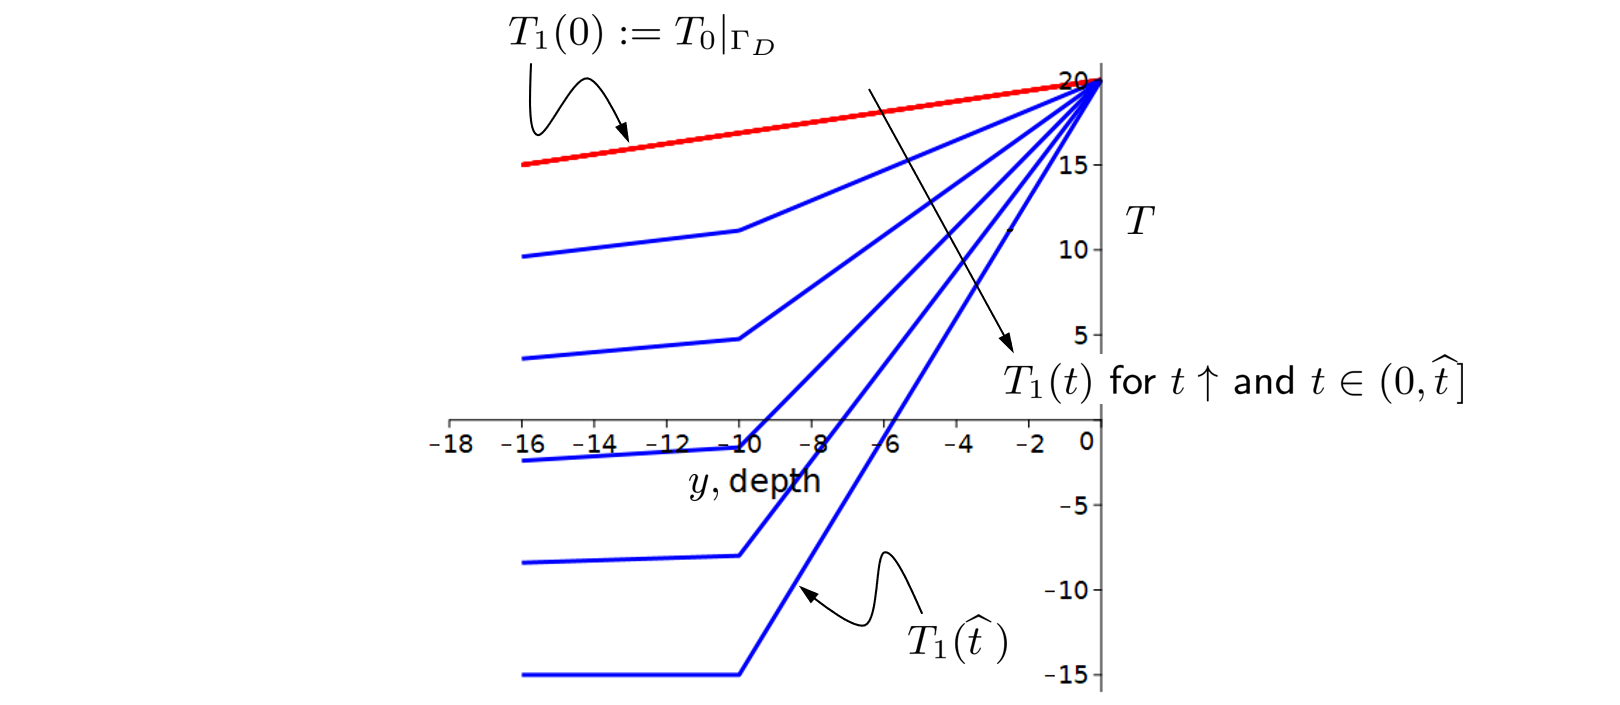 T₁(0) := T₀|Γ_D
20
15
T
10
5
T₁(t) for t ↑ and t ∈ (0, t̂ ]
-18 -16 -14 -12 -10 -8 -6 -4 -2 0
y, depth
-5
-10
T₁(t̂ )
-15